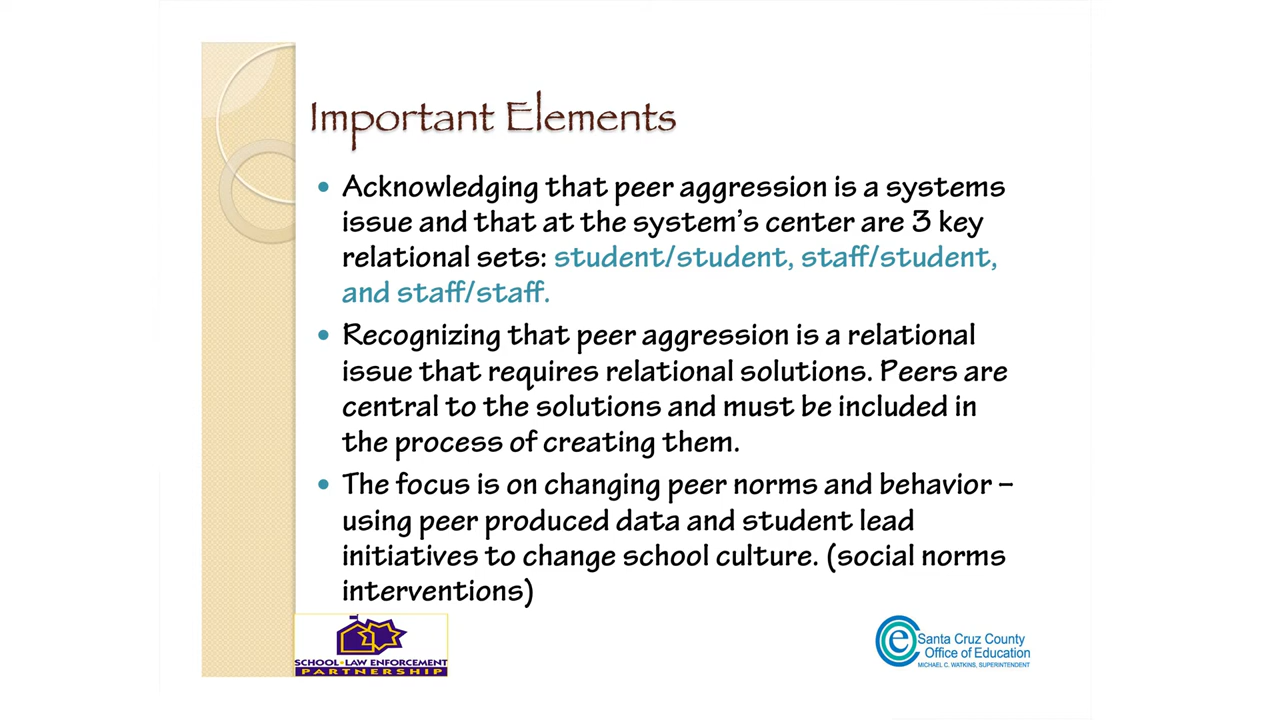 Important Elements
Acknowledging that peer aggression is a systems
issue and that at the system's center are 3 key
relational sets: student/student, staff/student,
and staff/staff.
Recognizing that peer aggression is a relational
issue that requires relational solutions. Peers are
central to the solutions and must be included in
the process of creating them.
The focus is on changing peer norms and behavior –
using peer produced data and student lead
initiatives to change school culture. (social norms
interventions)
SCHOOL LAW ENFORCEMENT
PARTNERSHIP
e Santa Cruz County
Office of Education
MICHAEL C. WATKINS, SUPERINTENDENT